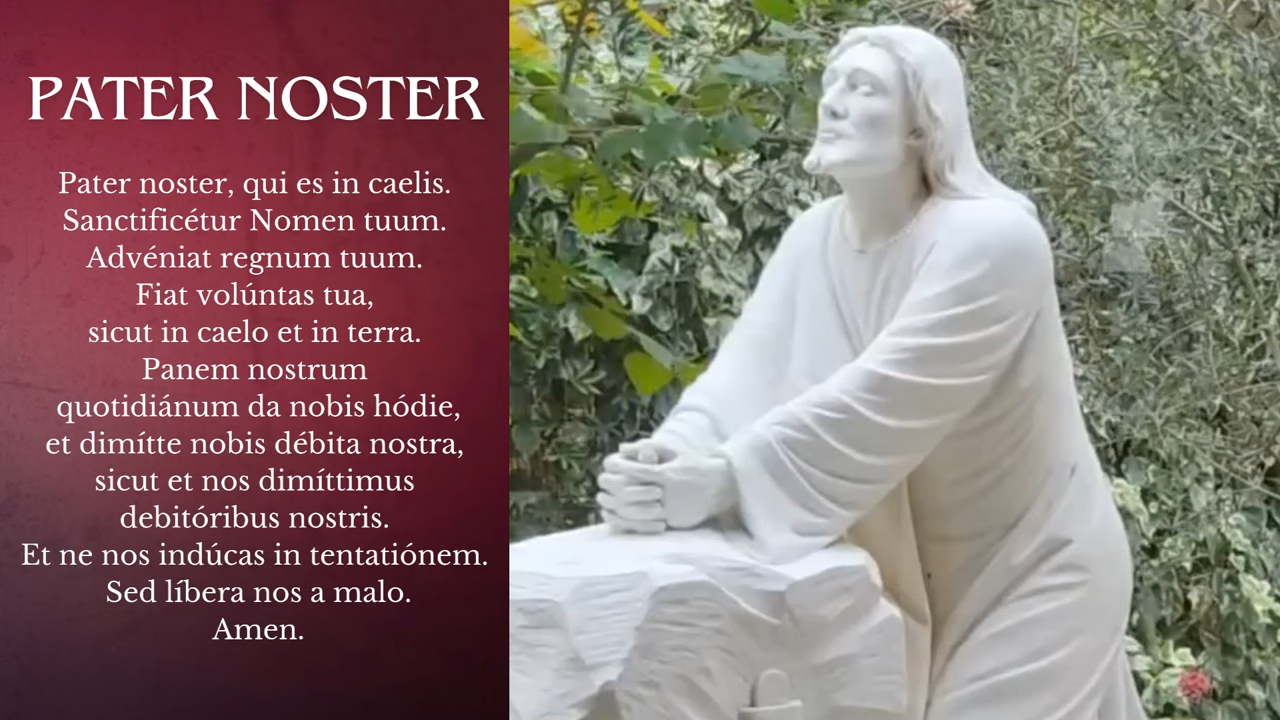 PATER NOSTER
Pater noster, qui es in caelis.
Sanctificétur Nomen tuum.
Advéniat regnum tuum.
Fiat volúntas tua,
sicut in caelo et in terra.
Panem nostrum
quotidiánum da nobis hódie,
et dimítte nobis débita nostra,
sicut et nos dimíttimus
debitóribus nostris.
Et ne nos indúcas in tentatiónem.
Sed líbera nos a malo.
Amen.